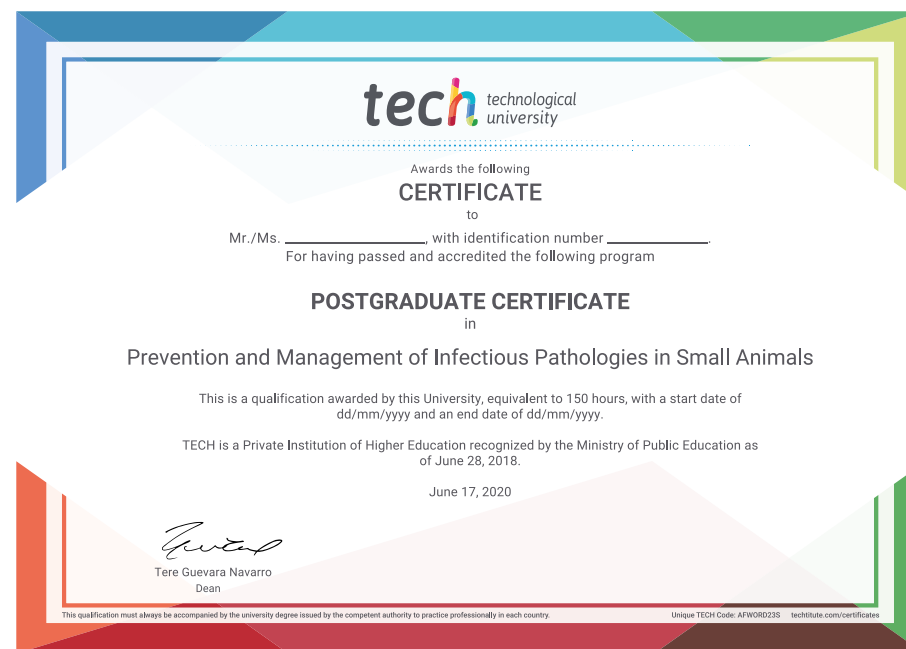 tech technological
university
Awards the following
CERTIFICATE
to
Mr./Ms. ____________________, with identification number ______________.
For having passed and accredited the following program
POSTGRADUATE CERTIFICATE
in
Prevention and Management of Infectious Pathologies in Small Animals
This is a qualification awarded by this University, equivalent to 150 hours, with a start date of
dd/mm/yyyy and an end date of dd/mm/yyyy.
TECH is a Private Institution of Higher Education recognized by the Ministry of Public Education as
of June 28, 2018.
June 17, 2020
Tere Guevara Navarro
Dean
This qualification must always be accompanied by the university degree issued by the competent authority to practice professionally in each country.
Unique TECH Code: AFWORD23S techtitute.com/certificates